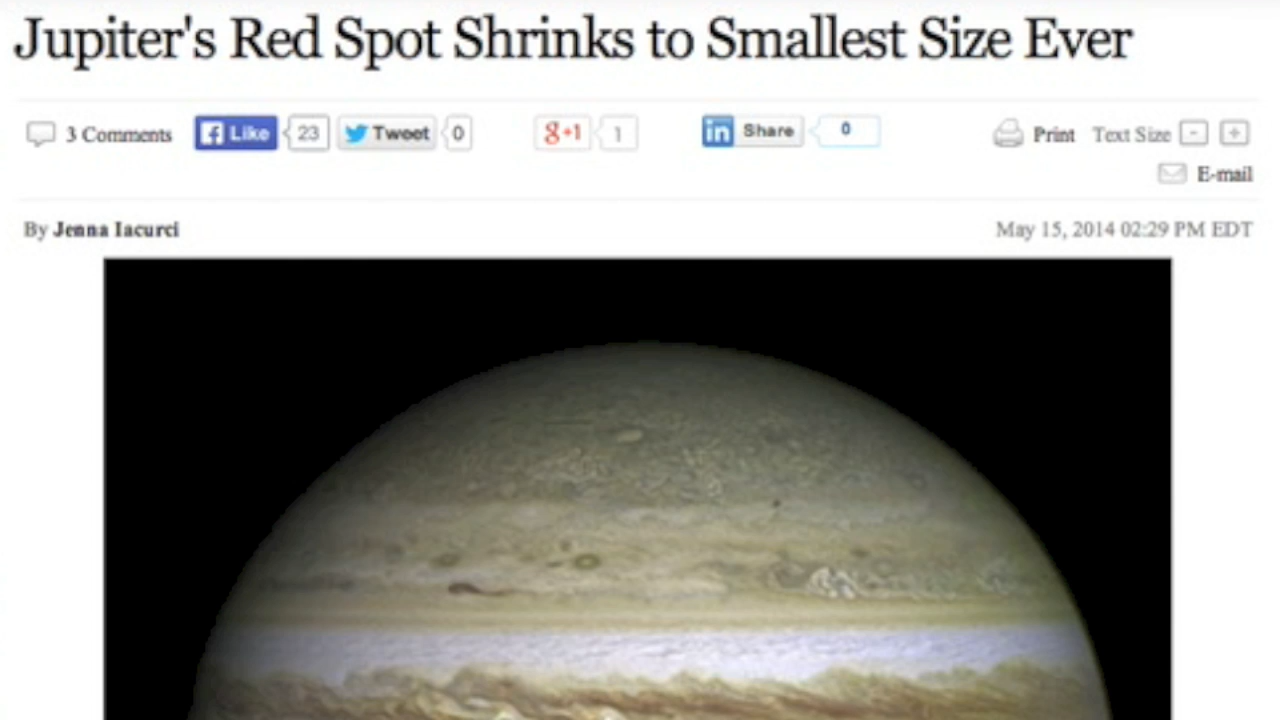 Jupiter's Red Spot Shrinks to Smallest Size Ever
3 Comments Like 23 Tweet 0 g+1 1 in Share 0 Print Text Size - +
E-mail
By Jenna Iacurci May 15, 2014 02:29 PM EDT